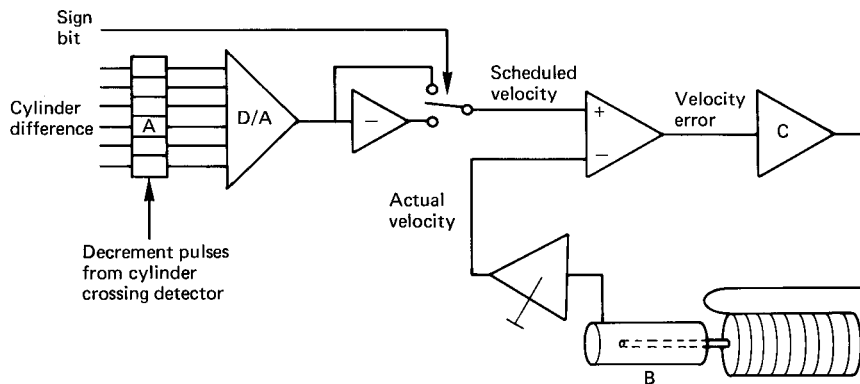 Sign
bit
Cylinder
difference
A
D/A
−
Scheduled
velocity
+
−
Velocity
error
C
Actual
velocity
Decrement pulses
from cylinder
crossing detector
B